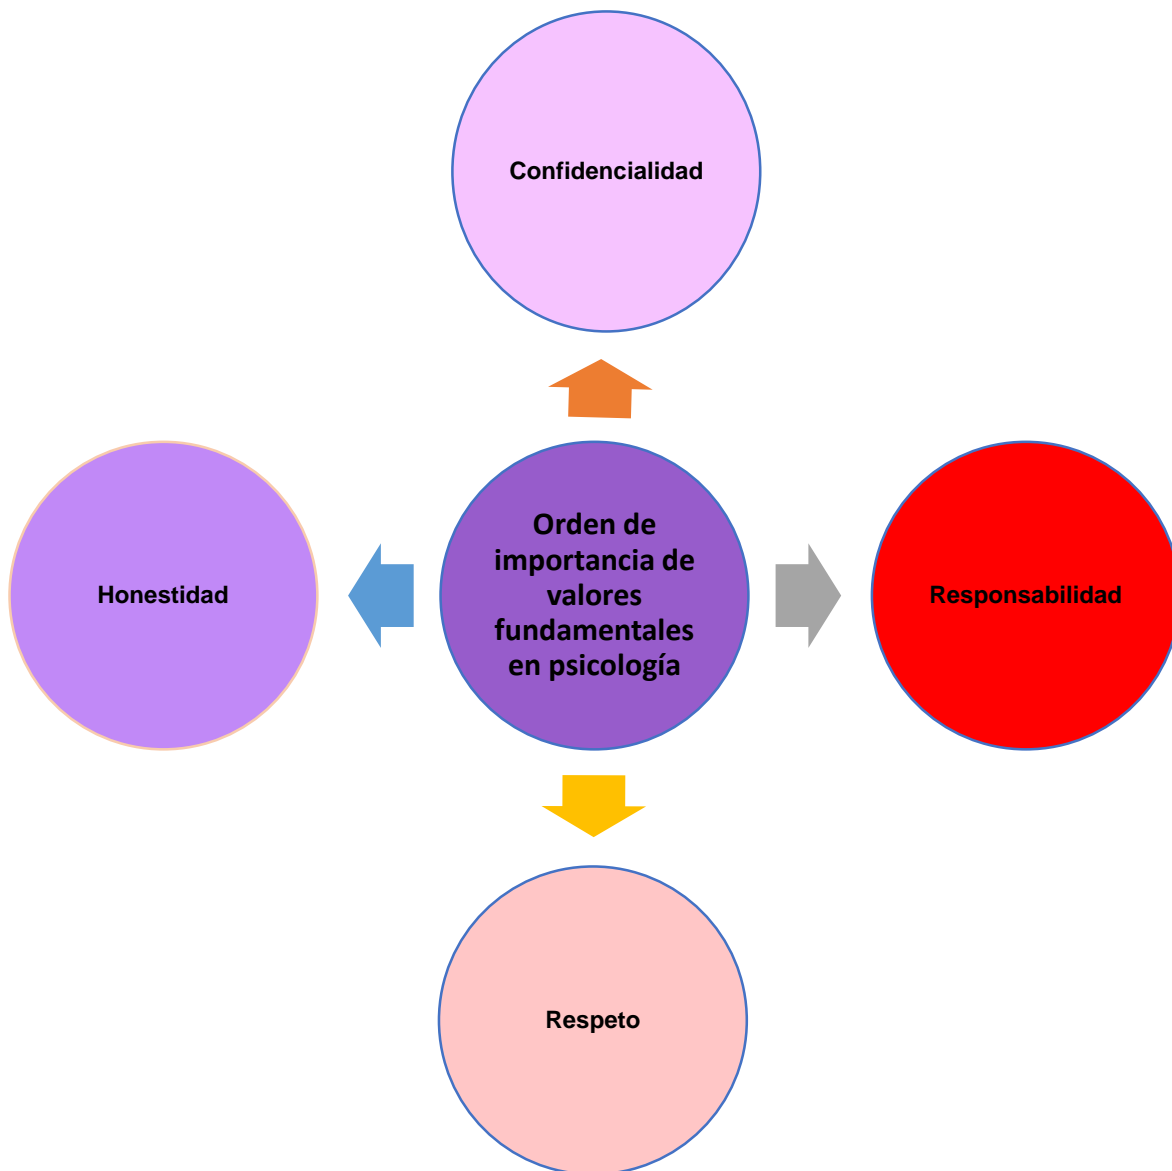 Confidencialidad
Honestidad
Orden de
importancia de
valores
fundamentales
en psicología
Responsabilidad
Respeto